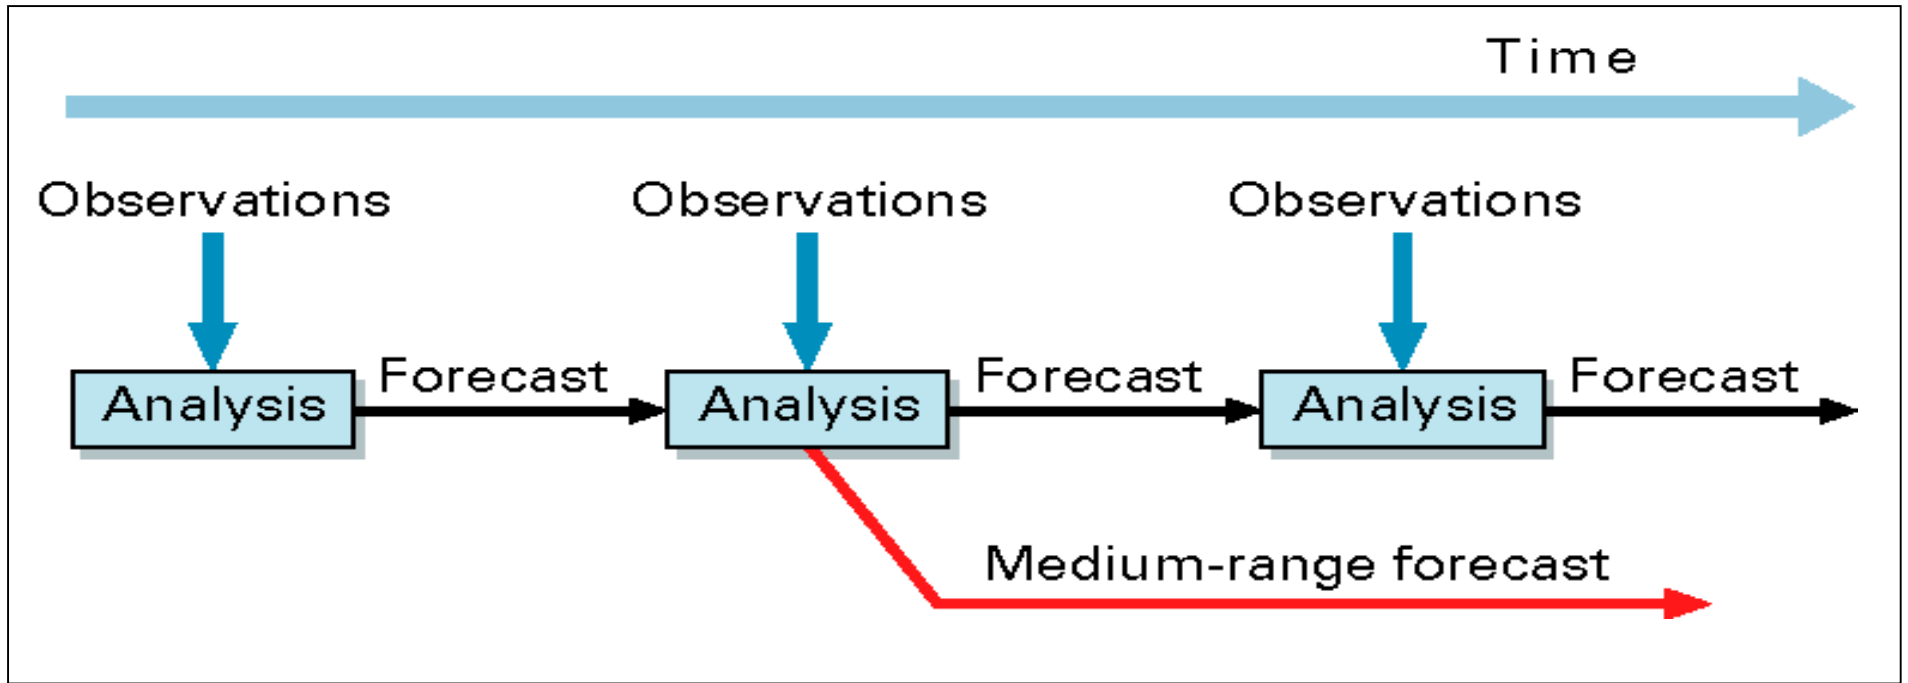 Time
Observations Observations Observations
Forecast Forecast Forecast
Analysis Analysis Analysis
Medium-range forecast